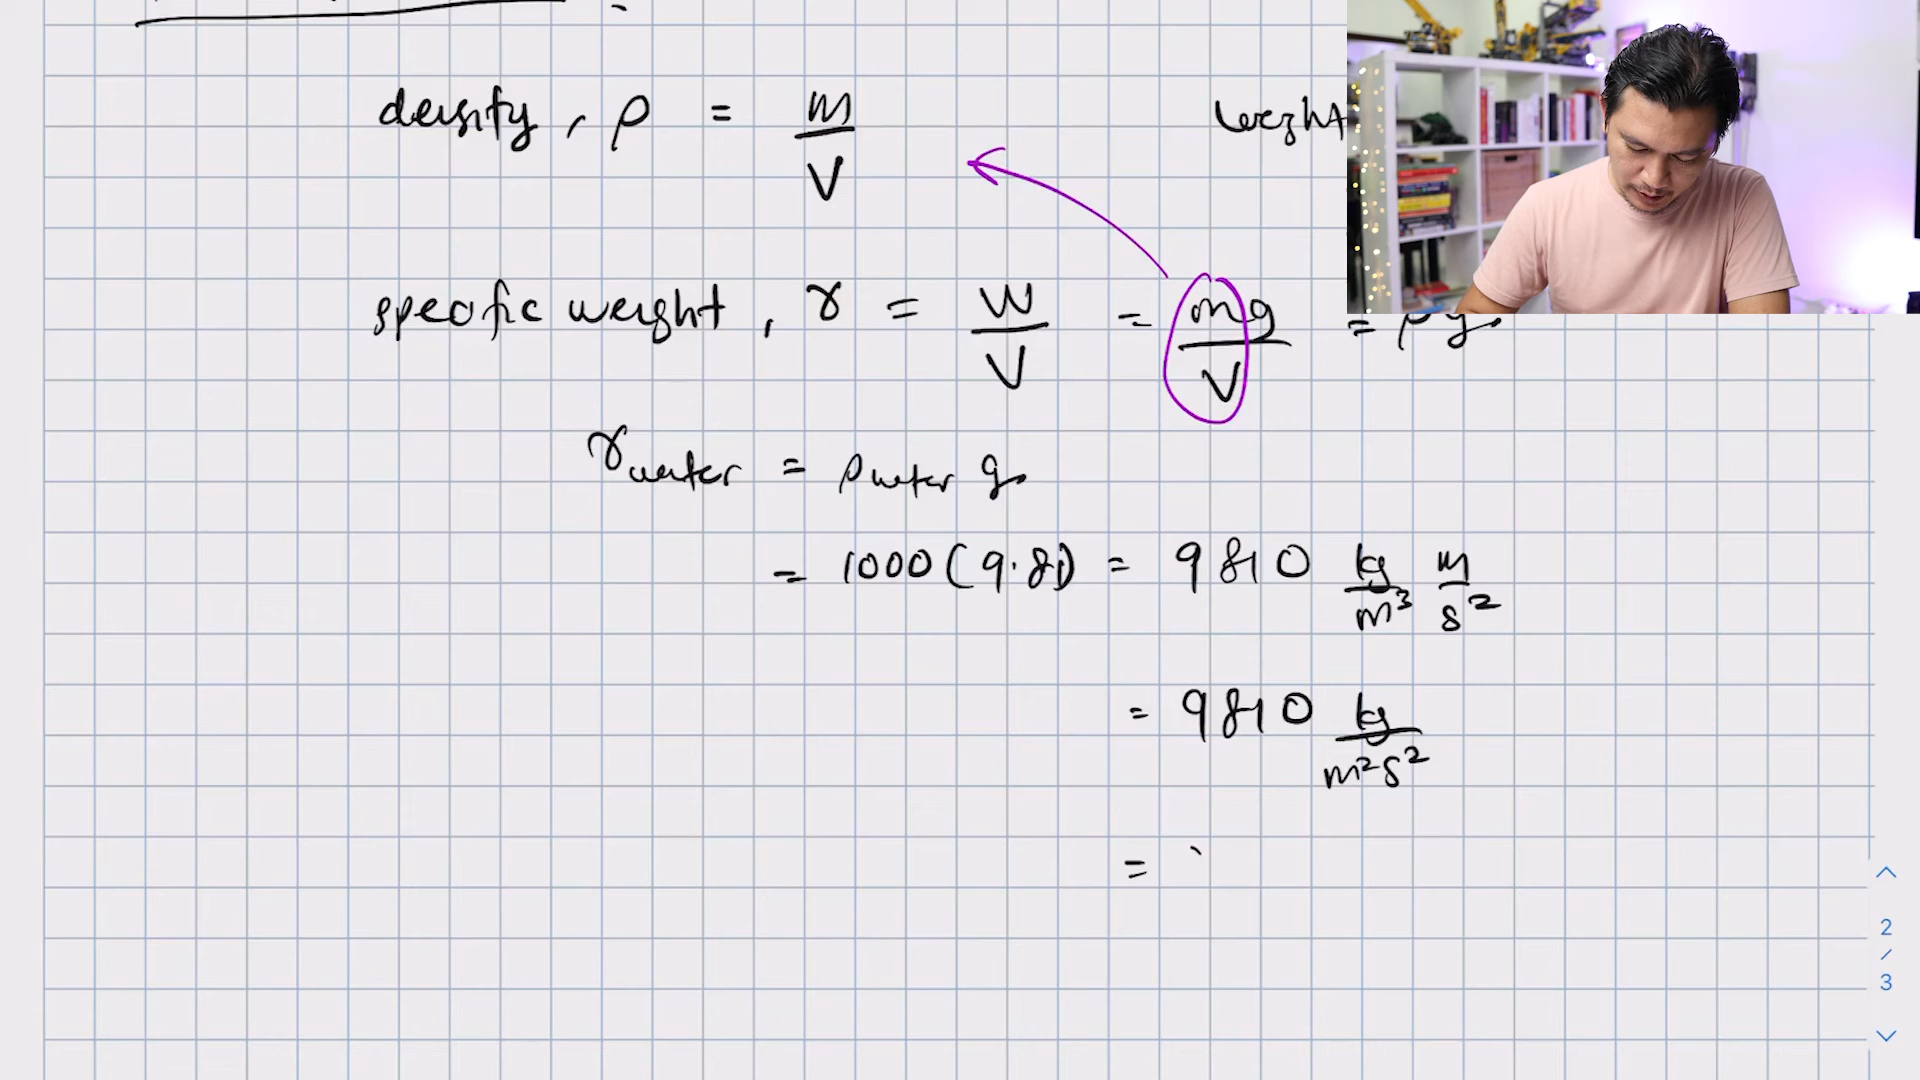 density, ρ = m/V
weight
specific weight, γ = W/V = mg/V = ρg
γwater = ρwater g
= 1000 (9.81) = 9810 kg/m³ m/s²
= 9810 kg/m²s²
=
2
/
3